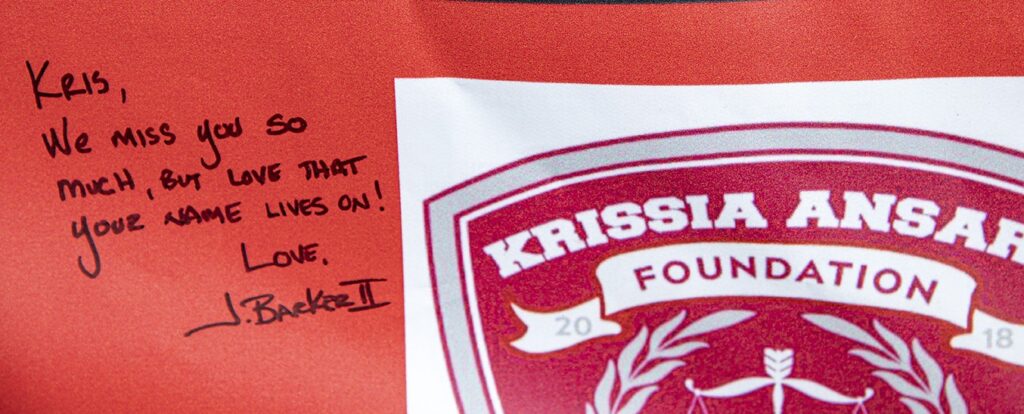 Kris,
We miss you so
much, but love that
your name lives on!
Love,
J. Barker II
KRISSIA ANSAR
FOUNDATION
20
18